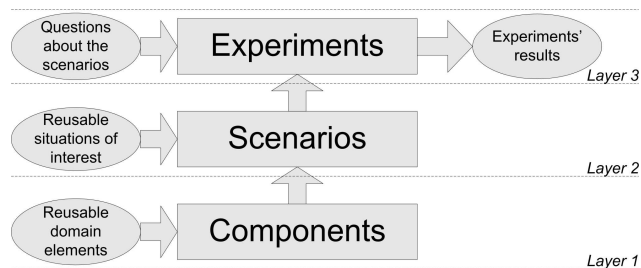 Questions
about the
scenarios
Experiments
Experiments'
results
Layer 3
Reusable
situations of
interest
Scenarios
Layer 2
Reusable
domain
elements
Components
Layer 1